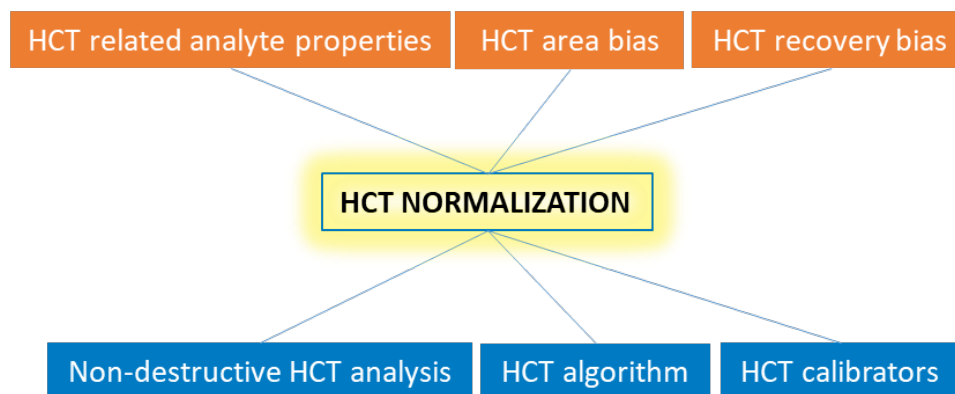 HCT related analyte properties
HCT area bias
HCT recovery bias
HCT NORMALIZATION
Non-destructive HCT analysis
HCT algorithm
HCT calibrators